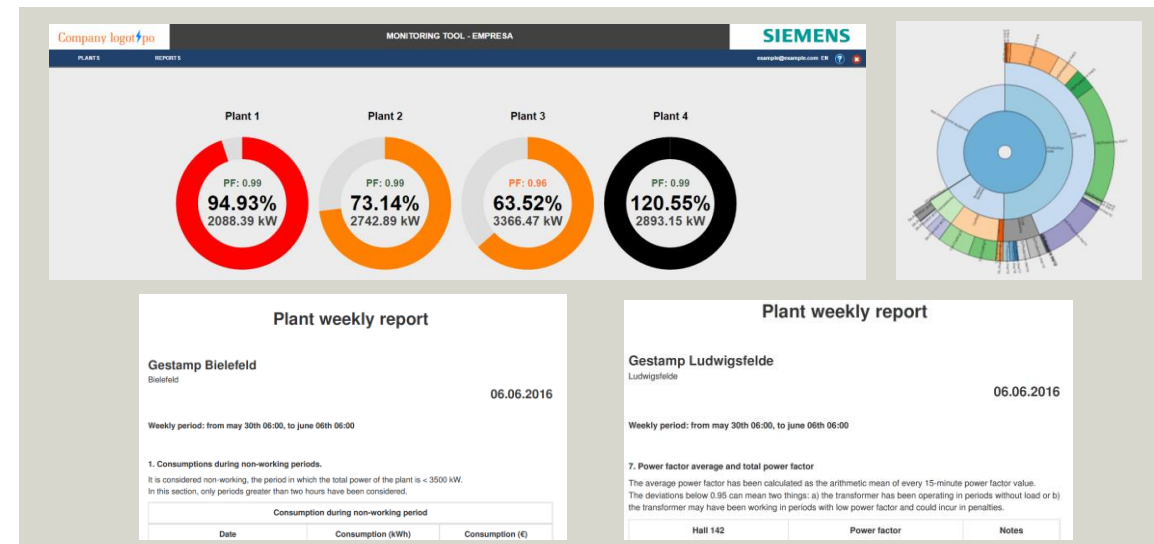 Company logot po
MONITORING TOOL - EMPRESA
SIEMENS
PLANTS
REPORTS
example@example.com EN ?
Plant 1
Plant 2
Plant 3
Plant 4
PF: 0.99
94.93%
2088.39 kW
PF: 0.99
73.14%
2742.89 kW
PF: 0.96
63.52%
3366.47 kW
PF: 0.99
120.55%
2893.15 kW
Plant weekly report
Gestamp Bielefeld
Bielefeld
06.06.2016
Weekly period: from may 30th 06:00, to june 06th 06:00
1. Consumptions during non-working periods.
It is considered non-working, the period in which the total power of the plant is < 3500 kW.
In this section, only periods greater than two hours have been considered.
Consumption during non-working period
Date
Consumption (kWh)
Consumption (€)
Plant weekly report
Gestamp Ludwigsfelde
Ludwigsfelde
06.06.2016
Weekly period: from may 30th 06:00, to june 06th 06:00
7. Power factor average and total power factor
The average power factor has been calculated as the arithmetic mean of every 15-minute power factor value.
The deviations below 0.95 can mean two things: a) the transformer has been operating in periods without load or b)
the transformer may have been working in periods with low power factor and could incur in penalties.
Hall 142
Power factor
Notes